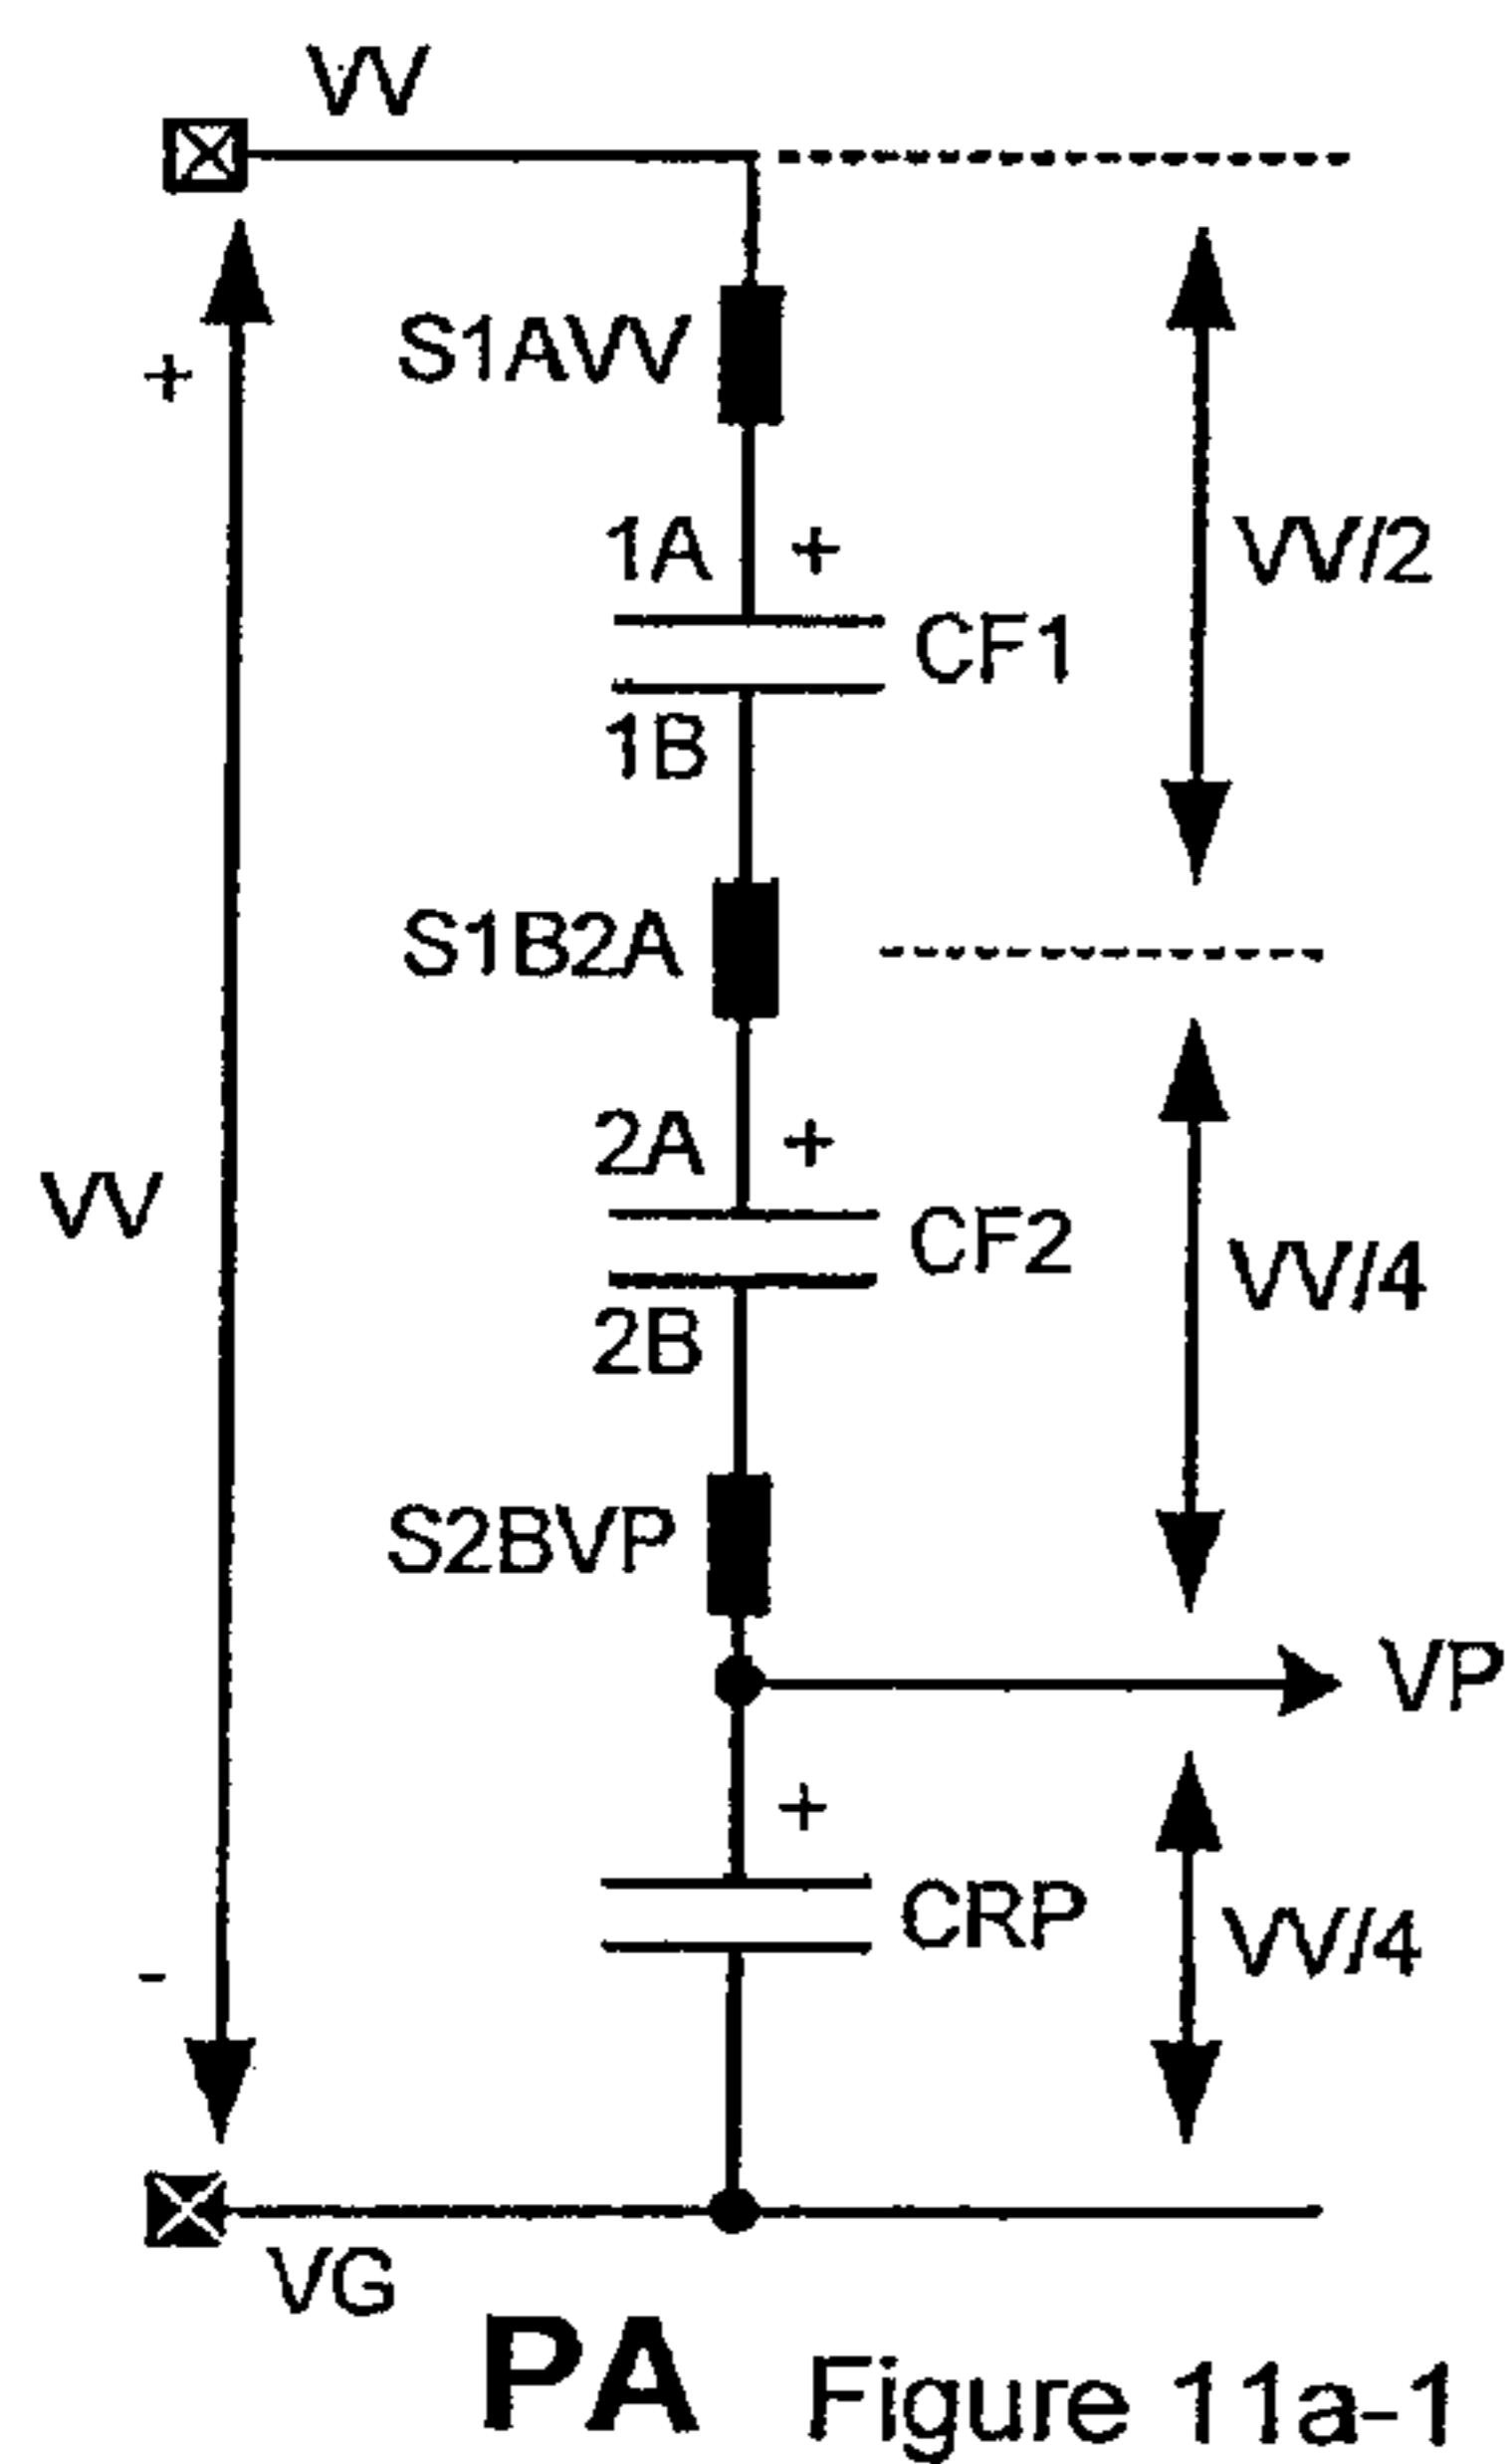 VV
+
S1AVV
1A +
VV/2
CF1
1B
S1B2A
2A +
VV
CF2
VV/4
2B
S2BVP
VP
+
CRP
VV/4
-
VG
PA Figure 11a-1